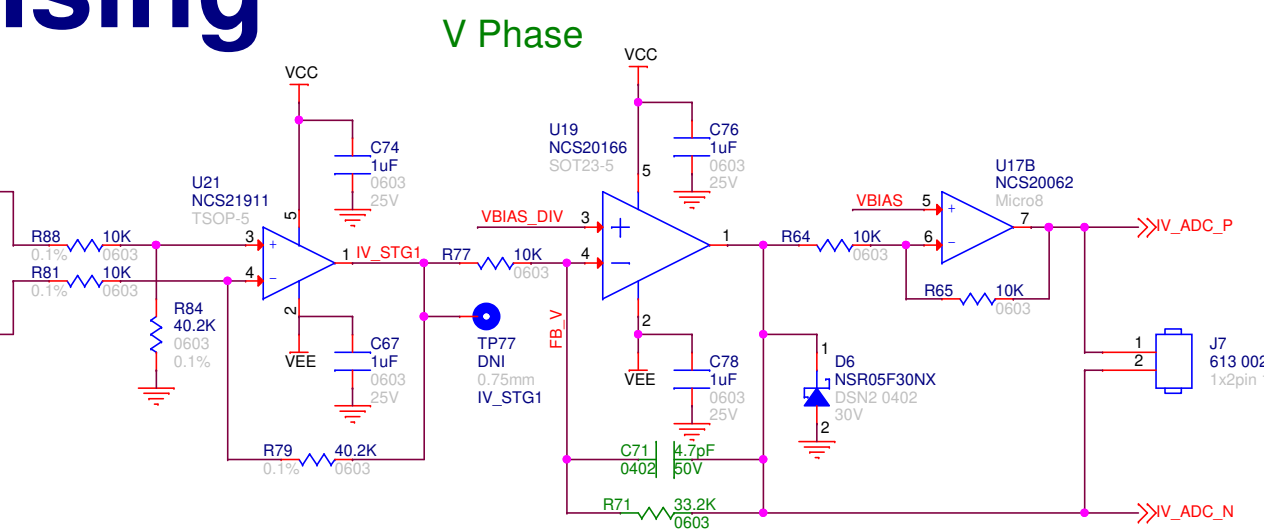 ising
V Phase
VCC
C74
1uF
0603
25V
U21
NCS21911
TSOP-5
5
R88
10K
0.1%
0603
3
+
R81
10K
0.1%
0603
4
−
1
IV_STG1
2
VEE
R84
40.2K
0603
0.1%
C67
1uF
0603
25V
R79
40.2K
0.1%
0603
R77
10K
0603
TP77
DNI
0.75mm
IV_STG1
VCC
C76
1uF
0603
25V
U19
NCS20166
SOT23-5
5
VBIAS_DIV
3
+
4
−
1
2
VEE
FB_V
C78
1uF
0603
25V
C71
4.7pF
0402
50V
R71
33.2K
0603
D6
NSR05F30NX
DSN2 0402
30V
1
2
R64
10K
0603
U17B
NCS20062
Micro8
VBIAS
5
+
6
−
7
R65
10K
0603
IV_ADC_P
1
2
J7
613 002
1x2pin
IV_ADC_N